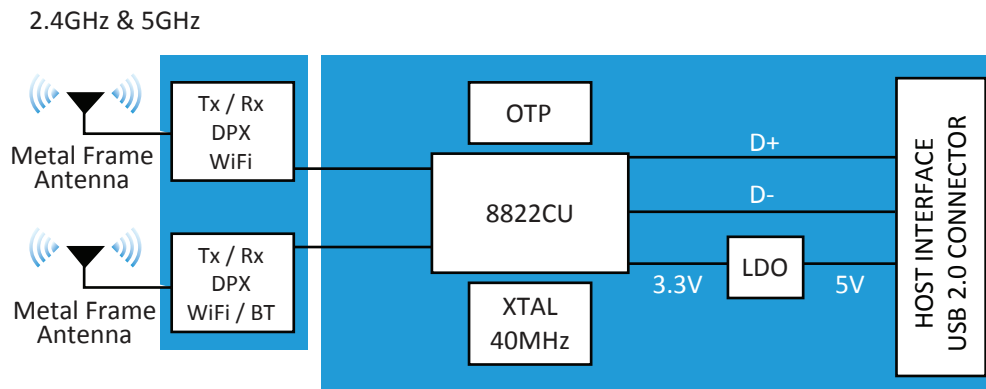 2.4GHz & 5GHz
Metal Frame
Antenna
Tx / Rx
DPX
WiFi
Metal Frame
Antenna
Tx / Rx
DPX
WiFi / BT
OTP
8822CU
XTAL
40MHz
D+
D-
3.3V
LDO
5V
HOST INTERFACE
USB 2.0 CONNECTOR